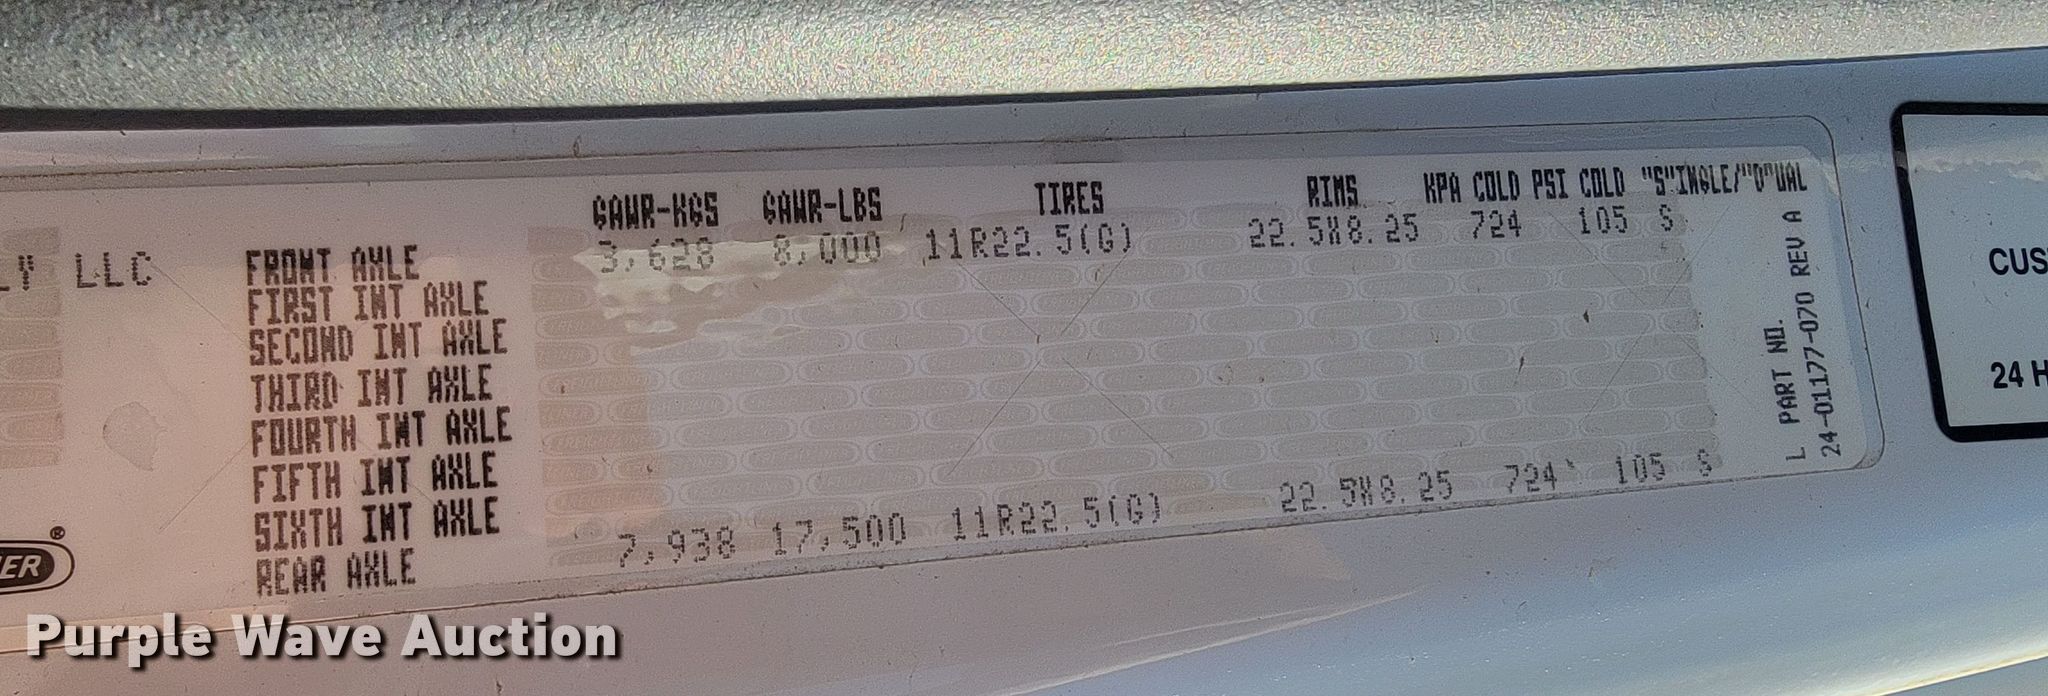 GAWR-KGS GAWR-LBS TIRES RIMS KPA COLD PSI COLD "S"INGLE/"D"UAL
LLC FRONT AXLE 3,628 8,000 11R22.5(G) 22.5X8.25 724 105 S
FIRST INT AXLE
SECOND INT AXLE
THIRD INT AXLE
FOURTH INT AXLE
FIFTH INT AXLE
SIXTH INT AXLE
REAR AXLE 7,938 17,500 11R22.5(G) 22.5X8.25 724 105 S
L PART NO.
24-01177-070 REV A
CUS
24 H
ER®
Purple Wave Auction